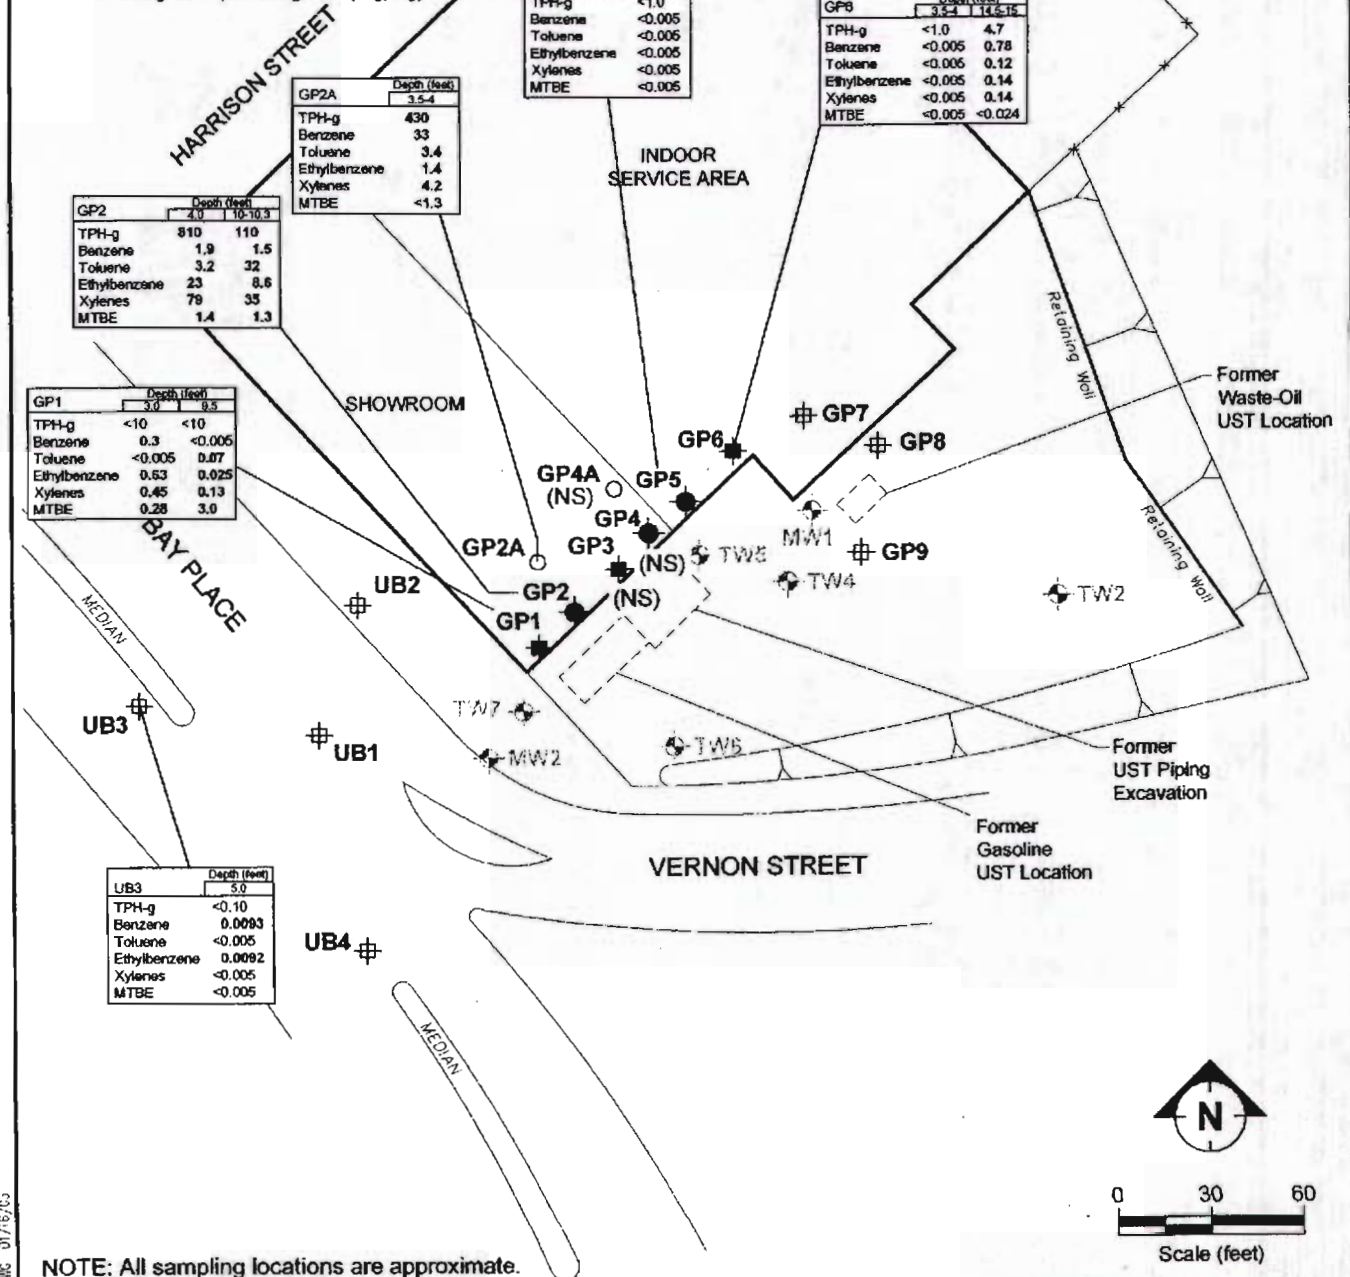 HARRISON STREET
TPH-g <1.0
Benzene <0.005
Toluene <0.005
Ethylbenzene <0.005
Xylenes <0.005
MTBE <0.005
GP6 Depth (feet)
3.5-4 14.5-15
TPH-g <1.0 4.7
Benzene <0.005 0.78
Toluene <0.005 0.12
Ethylbenzene <0.005 0.14
Xylenes <0.005 0.14
MTBE <0.005 <0.024
GP2A Depth (feet)
3.5-4
TPH-g 430
Benzene 33
Toluene 3.4
Ethylbenzene 1.4
Xylenes 4.2
MTBE <1.3
INDOOR
SERVICE AREA
GP2 Depth (feet)
4.0 10-10.3
TPH-g 810 110
Benzene 1.9 1.5
Toluene 3.2 32
Ethylbenzene 23 8.6
Xylenes 79 35
MTBE 1.4 1.3
Retaining Wall
Former
Waste-Oil
UST Location
GP1 Depth (feet)
3.0 9.5
TPH-g <10 <10
Benzene 0.3 <0.005
Toluene <0.005 0.07
Ethylbenzene 0.53 0.025
Xylenes 0.45 0.13
MTBE 0.28 3.0
SHOWROOM
GP7
GP6
GP8
GP4A
(NS)
GP5
GP4
(NS)
MW1
GP9
GP3
(NS)
TW5
TW4
TW2
Retaining Wall
GP2A
GP2
GP1
BAY PLACE
UB2
MEDIAN
UB3
UB1
TW7
MW2
TW6
Former
UST Piping
Excavation
Former
Gasoline
UST Location
VERNON STREET
UB3 Depth (feet)
5.0
TPH-g <0.10
Benzene 0.0093
Toluene <0.005
Ethylbenzene 0.0092
Xylenes <0.005
MTBE <0.005
UB4
MEDIAN
N
0 30 60
Scale (feet)
NOTE: All sampling locations are approximate.
01/16/03